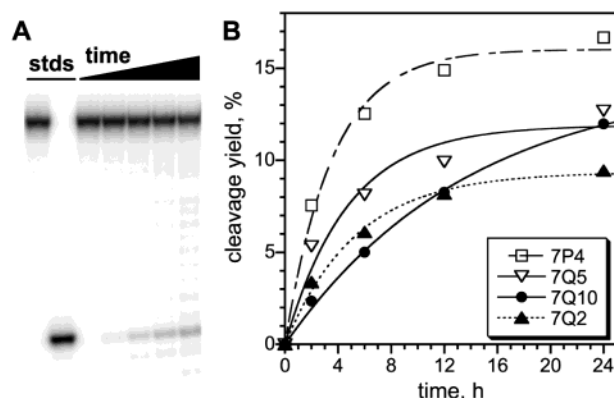 A
stds
time
B
cleavage yield, %
15
10
5
0
7P4
7Q5
7Q10
7Q2
0
4
8
12
16
20
24
time, h